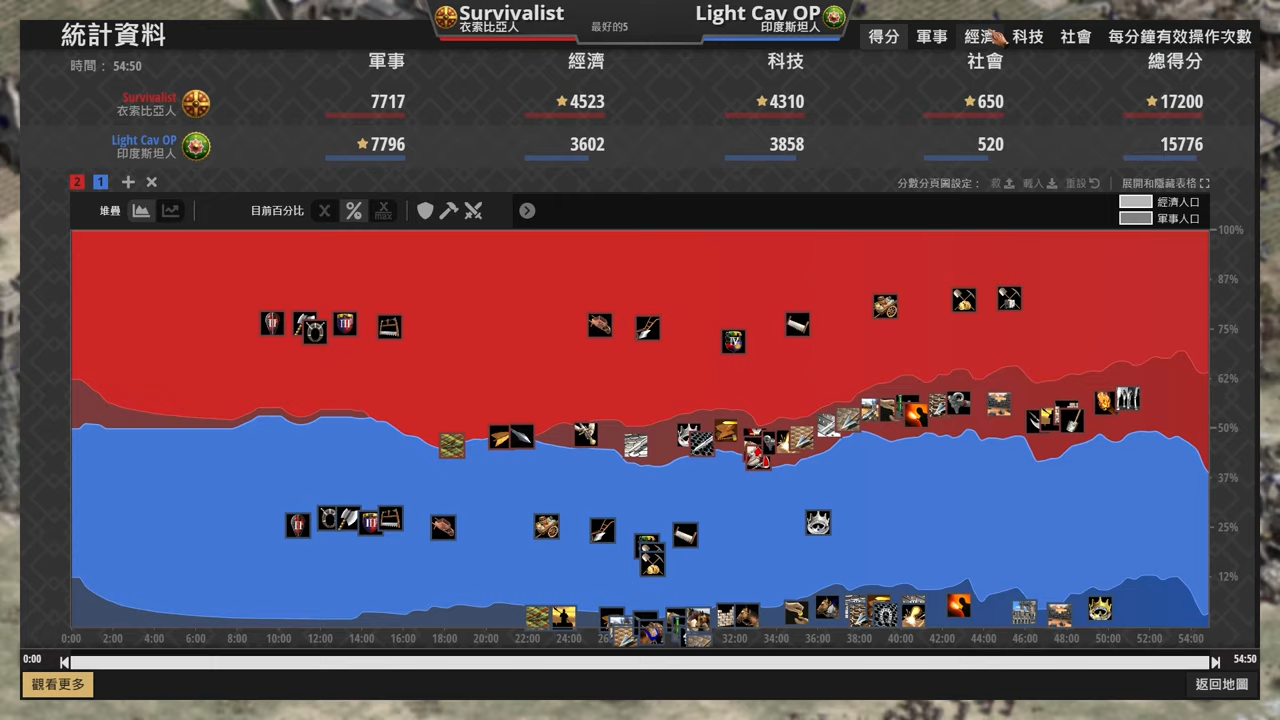 統計資料
Survivalist
衣索比亞人
最好的5
Light Cav OP
印度斯坦人
得分 軍事 經濟 科技 社會 每分鐘有效操作次數
時間： 54:50 軍事 經濟 科技 社會 總得分
Survivalist
衣索比亞人
7717 4523 4310 650 17200
Light Cav OP
印度斯坦人
7796 3602 3858 520 15776
2 1
分數分頁圖設定： 載入 重設 展開和隱藏表格
堆疊 目前百分比 X % X max
經濟人口
軍事人口
100%
87%
75%
62%
50%
37%
25%
12%
0:00 2:00 4:00 6:00 8:00 10:00 12:00 14:00 16:00 18:00 20:00 22:00 24:00 26 32:00 34:00 36:00 38:00 40:00 42:00 44:00 46:00 48:00 50:00 52:00 54:00
0:00 54:50
觀看更多 返回地圖